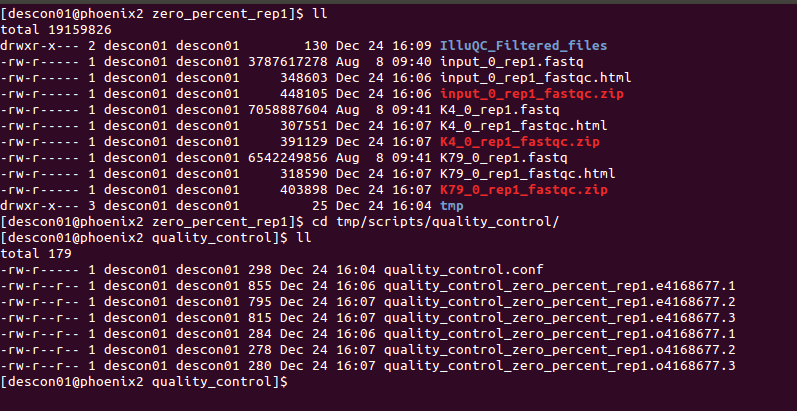 [descon01@phoenix2 zero_percent_rep1]$ ll
total 19159826
drwxr-x--- 2 descon01 descon01        130 Dec 24 16:09 IlluQC_Filtered_files
-rw-r----- 1 descon01 descon01 3787617278 Aug  8 09:40 input_0_rep1.fastq
-rw-r----- 1 descon01 descon01     348603 Dec 24 16:06 input_0_rep1_fastqc.html
-rw-r----- 1 descon01 descon01     448105 Dec 24 16:06 input_0_rep1_fastqc.zip
-rw-r----- 1 descon01 descon01 7058887604 Aug  8 09:41 K4_0_rep1.fastq
-rw-r----- 1 descon01 descon01     307551 Dec 24 16:07 K4_0_rep1_fastqc.html
-rw-r----- 1 descon01 descon01     391129 Dec 24 16:07 K4_0_rep1_fastqc.zip
-rw-r----- 1 descon01 descon01 6542249856 Aug  8 09:41 K79_0_rep1.fastq
-rw-r----- 1 descon01 descon01     318590 Dec 24 16:07 K79_0_rep1_fastqc.html
-rw-r----- 1 descon01 descon01     403898 Dec 24 16:07 K79_0_rep1_fastqc.zip
drwxr-x--- 3 descon01 descon01         25 Dec 24 16:04 tmp
[descon01@phoenix2 zero_percent_rep1]$ cd tmp/scripts/quality_control/
[descon01@phoenix2 quality_control]$ ll
total 179
-rw-r----- 1 descon01 descon01 298 Dec 24 16:04 quality_control.conf
-rw-r--r-- 1 descon01 descon01 855 Dec 24 16:06 quality_control_zero_percent_rep1.e4168677.1
-rw-r--r-- 1 descon01 descon01 795 Dec 24 16:07 quality_control_zero_percent_rep1.e4168677.2
-rw-r--r-- 1 descon01 descon01 815 Dec 24 16:07 quality_control_zero_percent_rep1.e4168677.3
-rw-r--r-- 1 descon01 descon01 284 Dec 24 16:06 quality_control_zero_percent_rep1.o4168677.1
-rw-r--r-- 1 descon01 descon01 278 Dec 24 16:07 quality_control_zero_percent_rep1.o4168677.2
-rw-r--r-- 1 descon01 descon01 280 Dec 24 16:07 quality_control_zero_percent_rep1.o4168677.3
[descon01@phoenix2 quality_control]$